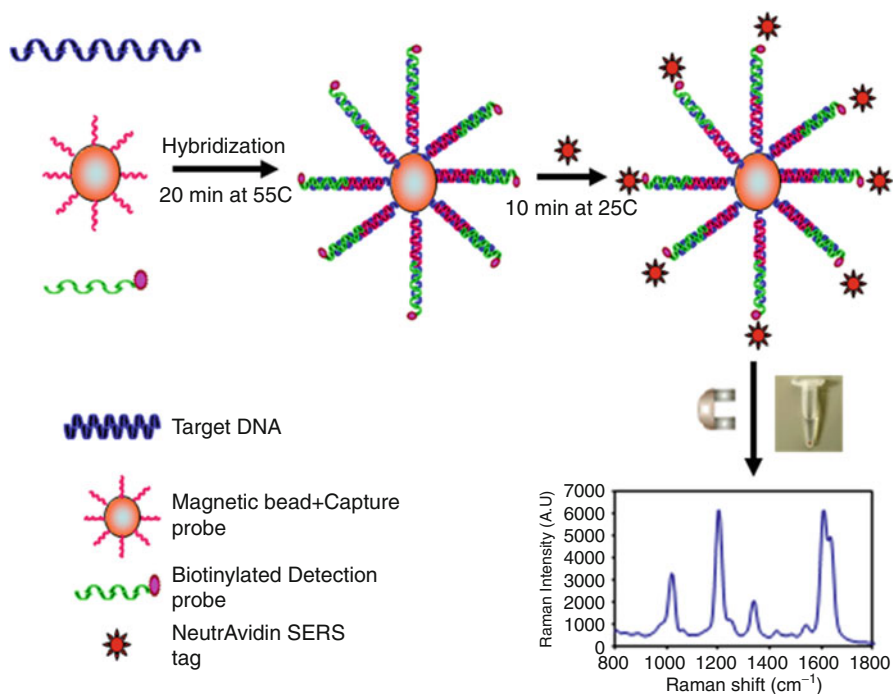 Hybridization
20 min at 55C
10 min at 25C
Target DNA
Magnetic bead+Capture
probe
Biotinylated Detection
probe
NeutrAvidin SERS
tag
Raman Intensity (A.U)
7000
6000
5000
4000
3000
2000
1000
0
800 1000 1200 1400 1600 1800
Raman shift (cm⁻¹)